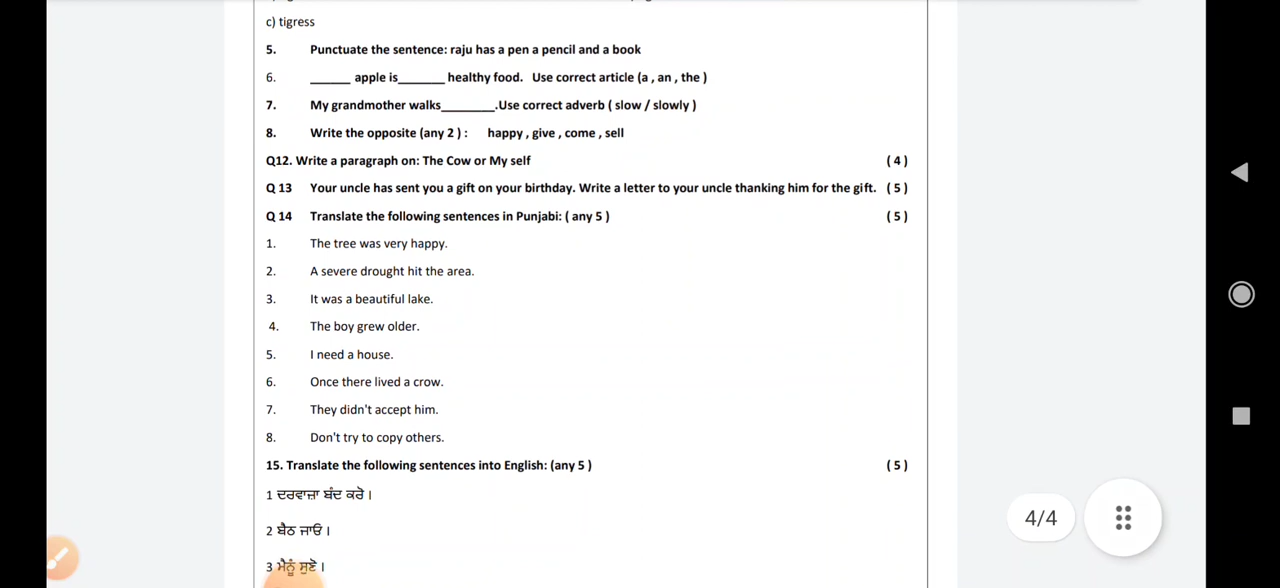 c) tigress
5. Punctuate the sentence: raju has a pen a pencil and a book
6. ______ apple is_______ healthy food. Use correct article (a , an , the )
7. My grandmother walks________.Use correct adverb ( slow / slowly )
8. Write the opposite (any 2 ) : happy , give , come , sell
Q12. Write a paragraph on: The Cow or My self ( 4 )
Q 13 Your uncle has sent you a gift on your birthday. Write a letter to your uncle thanking him for the gift. ( 5 )
Q 14 Translate the following sentences in Punjabi: ( any 5 ) ( 5 )
1. The tree was very happy.
2. A severe drought hit the area.
3. It was a beautiful lake.
4. The boy grew older.
5. I need a house.
6. Once there lived a crow.
7. They didn't accept him.
8. Don't try to copy others.
15. Translate the following sentences into English: (any 5 ) ( 5 )
1 ਦਰਵਾਜ਼ਾ ਬੰਦ ਕਰੋ ।
4/4
2 ਬੈਠ ਜਾਓ ।
3 ਮੈਨੂੰ ਸੁਣੋ ।